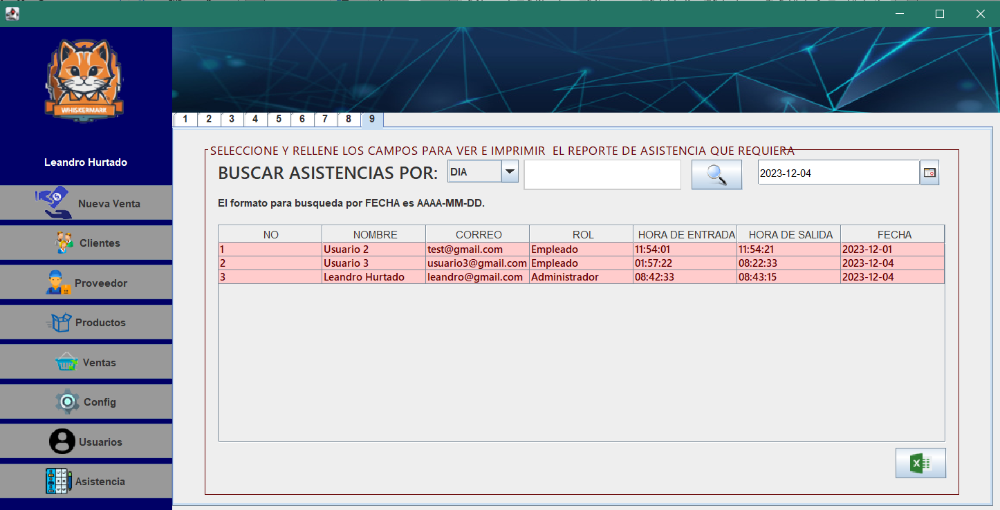 WHISKERMARK
Leandro Hurtado
Nueva Venta
Clientes
Proveedor
Productos
Ventas
Config
Usuarios
Asistencia
1 2 3 4 5 6 7 8 9
SELECCIONE Y RELLENE LOS CAMPOS PARA VER E IMPRIMIR  EL REPORTE DE ASISTENCIA QUE REQUIERA
BUSCAR ASISTENCIAS POR: DIA 2023-12-04
El formato para busqueda por FECHA es AAAA-MM-DD.
NO NOMBRE CORREO ROL HORA DE ENTRADA HORA DE SALIDA FECHA
1 Usuario 2 test@gmail.com Empleado 11:54:01 11:54:21 2023-12-01
2 Usuario 3 usuario3@gmail.com Empleado 01:57:22 08:22:33 2023-12-04
3 Leandro Hurtado leandro@gmail.com Administrador 08:42:33 08:43:15 2023-12-04